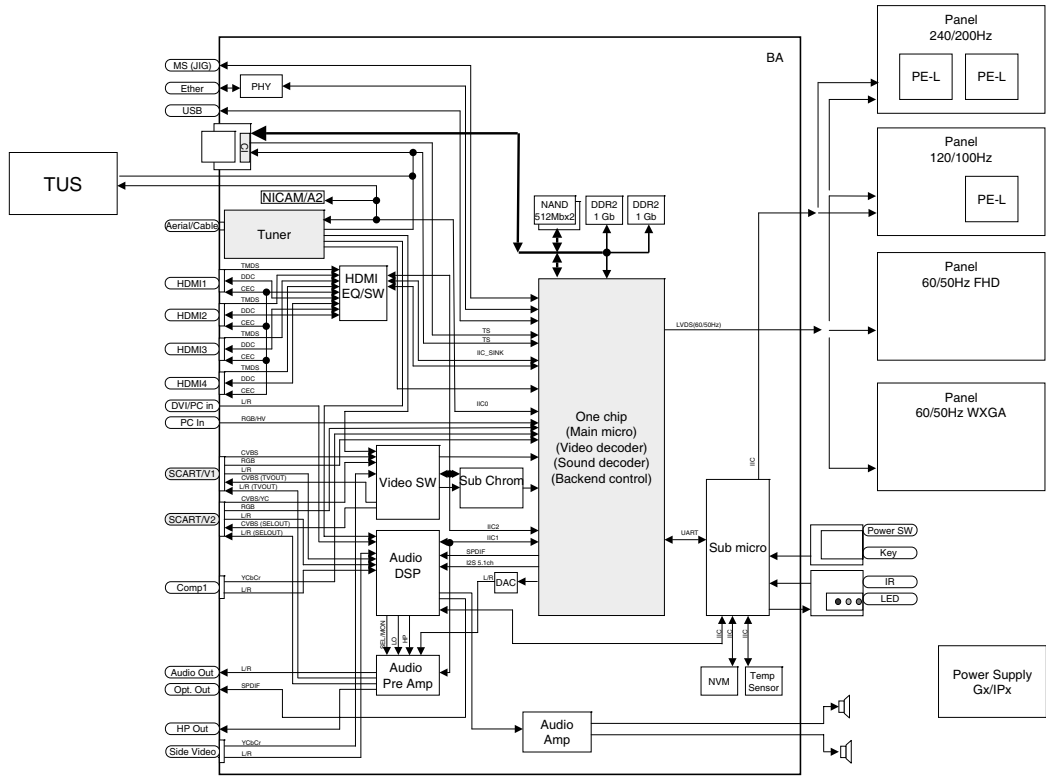 BA
MS (JIG)
Ether
PHY
USB
CI
TUS
NICAM/A2
Aerial/Cable
Tuner
NAND
512Mbx2
DDR2
1 Gb
DDR2
1 Gb
Panel
240/200Hz
PE-L
PE-L
Panel
120/100Hz
PE-L
Panel
60/50Hz FHD
Panel
60/50Hz WXGA
HDMI1
TMDS
DDC
CEC
HDMI2
TMDS
DDC
CEC
HDMI3
TMDS
DDC
CEC
HDMI4
TMDS
DDC
CEC
HDMI
EQ/SW
DVI/PC in
L/R
PC In
RGB/HV
TS
TS
IIC_SINK
IIC0
LVDS(60/50Hz)
One chip
(Main micro)
(Video decoder)
(Sound decoder)
(Backend control)
SCART/V1
CVBS
RGB
L/R
CVBS (TVOUT)
L/R (TVOUT)
SCART/V2
CVBS/YC
RGB
L/R
CVBS (SELOUT)
L/R (SELOUT)
Video SW
Sub Chrom
IIC2
IIC1
SPDIF
I2S 5.1ch
Audio
DSP
L/R
DAC
Comp1
YCbCr
L/R
SEL/MON
LO
HP
Audio
Pre Amp
Audio Out
L/R
Opt. Out
SPDIF
HP Out
Side Video
YCbCr
L/R
Audio
Amp
IIC
UART
Sub micro
IIC
IIC
IIC
NVM
Temp
Sensor
Power SW
Key
IR
LED
Power Supply
Gx/IPx